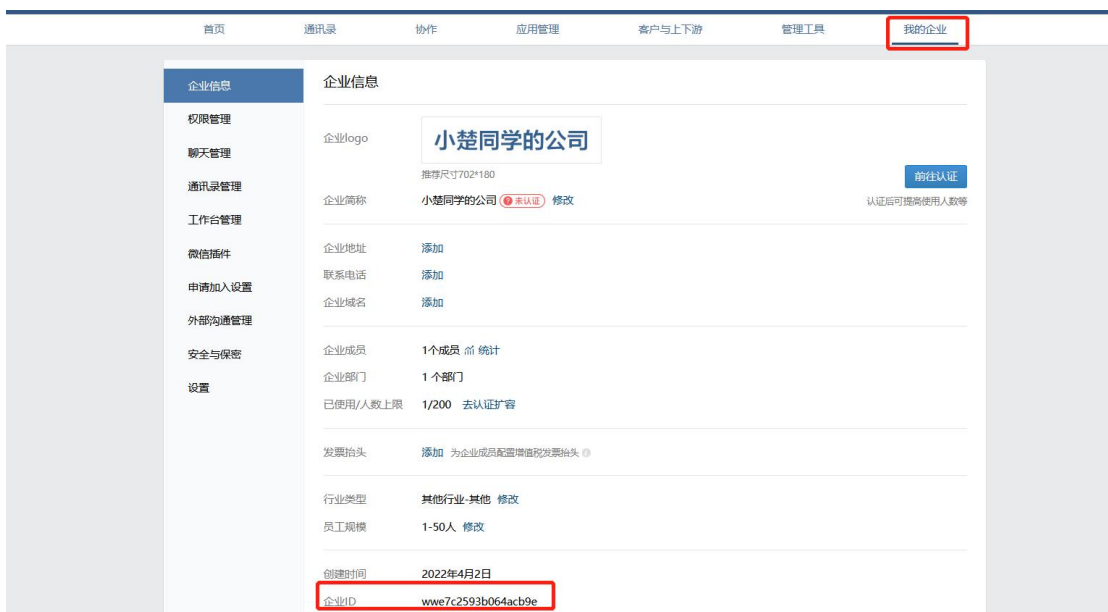 首页 通讯录 协作 应用管理 客户与上下游 管理工具 我的企业
企业信息
权限管理
聊天管理
通讯录管理
工作台管理
微信插件
申请加入设置
外部沟通管理
安全与保密
设置
企业信息
企业logo 小楚同学的公司
推荐尺寸702*180
前往认证
企业简称 小楚同学的公司 未认证 修改
认证后可提高使用人数等
企业地址 添加
联系电话 添加
企业域名 添加
企业成员 1个成员 统计
企业部门 1 个部门
已使用/人数上限 1/200 去认证扩容
发票抬头 添加 为企业成员配置增值税发票抬头
行业类型 其他行业-其他 修改
员工规模 1-50人 修改
创建时间 2022年4月2日
企业ID wwe7c2593b064acb9e